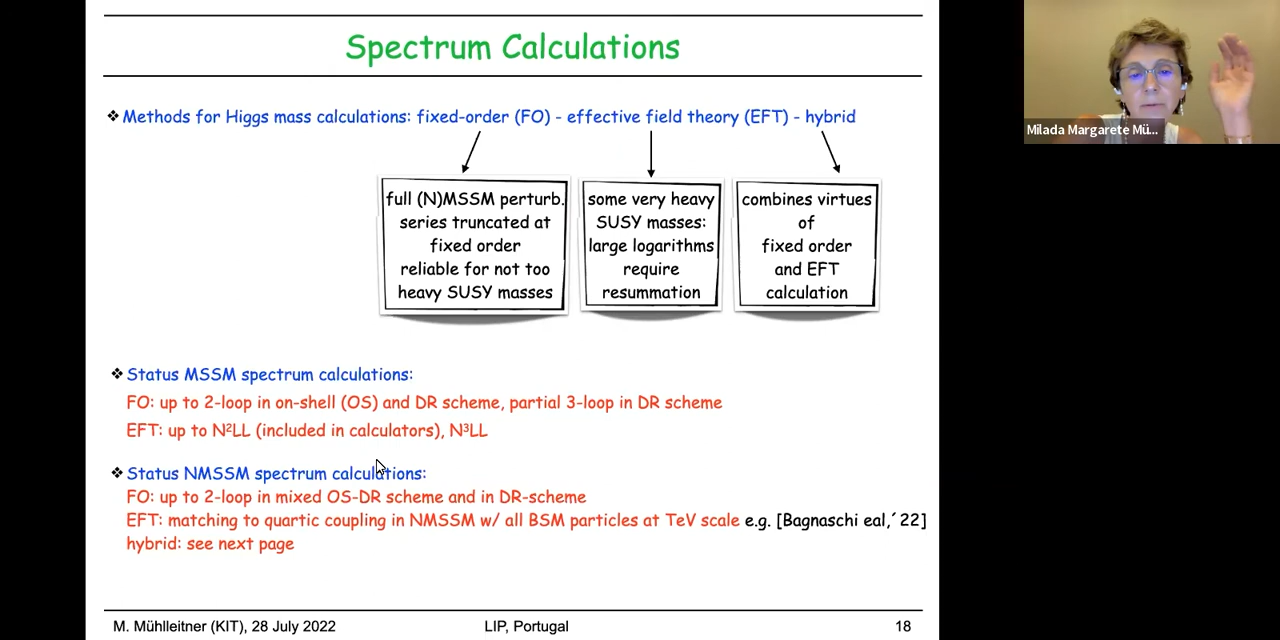 Spectrum Calculations
❖ Methods for Higgs mass calculations: fixed-order (FO) - effective field theory (EFT) - hybrid
full (N)MSSM perturb.
series truncated at
fixed order
reliable for not too
heavy SUSY masses
some very heavy
SUSY masses:
large logarithms
require
resummation
combines virtues
of
fixed order
and EFT
calculation
❖ Status MSSM spectrum calculations:
FO: up to 2-loop in on-shell (OS) and DR scheme, partial 3-loop in DR scheme
EFT: up to N²LL (included in calculators), N³LL
❖ Status NMSSM spectrum calculations:
FO: up to 2-loop in mixed OS-DR scheme and in DR-scheme
EFT: matching to quartic coupling in NMSSM w/ all BSM particles at TeV scale e.g. [Bagnaschi eal,´22]
hybrid: see next page
M. Mühlleitner (KIT), 28 July 2022
LIP, Portugal
18
Milada Margarete Mü...